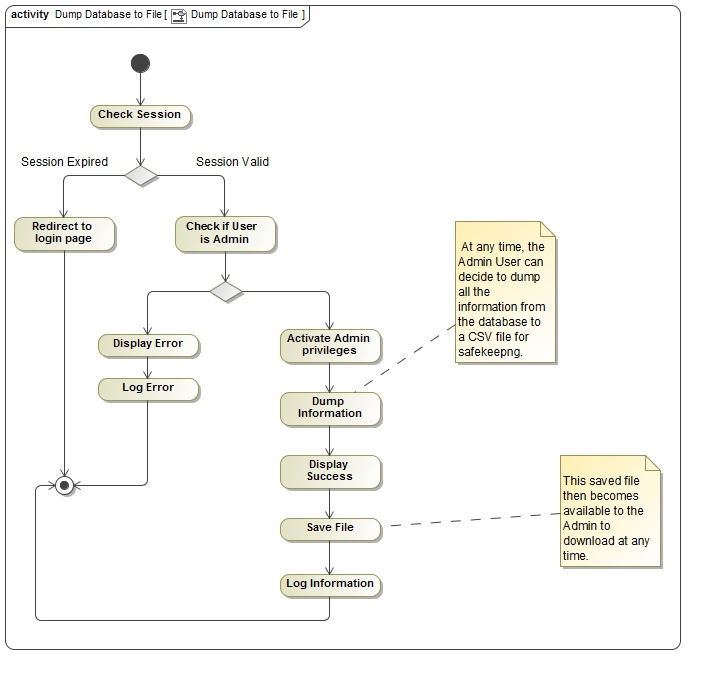 activity Dump Database to File [ Dump Database to File ]
Check Session
Session Expired
Session Valid
Redirect to
login page
Check if User
is Admin
At any time, the
Admin User can
decide to dump
all the
information from
the database to
a CSV file for
safekeepng.
Display Error
Activate Admin
privileges
Log Error
Dump
Information
Display
Success
This saved file
then becomes
available to the
Admin to
download at any
time.
Save File
Log Information